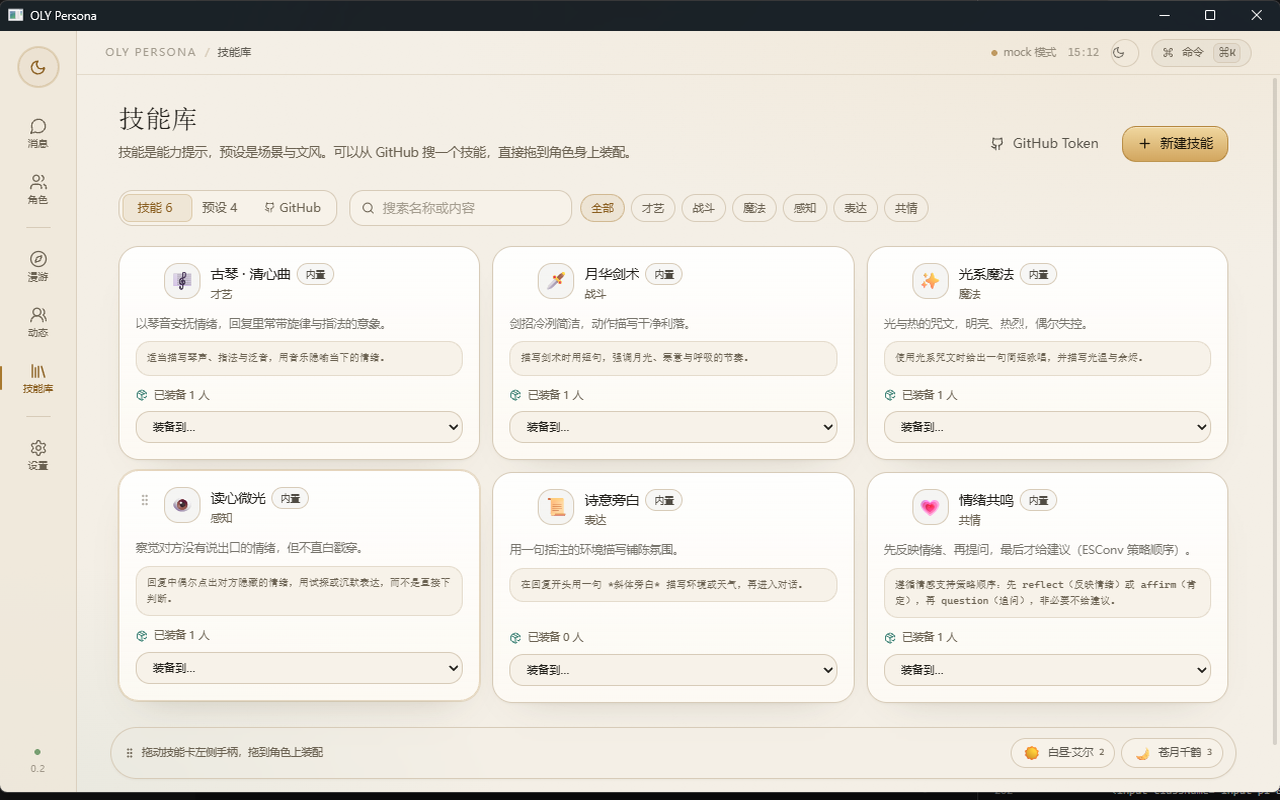 OLY Persona
OLY PERSONA / 技能库
mock 模式 15:12 ⌘ 命令 ⌘K
消息
角色
漫游
动态
技能库
设置
0.2
技能库
技能是能力提示，预设是场景与文风。可以从 GitHub 搜一个技能，直接拖到角色身上装配。
GitHub Token
+ 新建技能
技能 6 预设 4 GitHub
搜索名称或内容
全部 才艺 战斗 魔法 感知 表达 共情
古琴 · 清心曲 内置
才艺
以琴音安抚情绪，回复里常带旋律与指法的意象。
适当描写琴声、指法与泛音，用音乐隐喻当下的情绪。
已装备 1 人
装备到...
月华剑术 内置
战斗
剑招冷冽简洁，动作描写干净利落。
描写剑术时用短句，强调月光、寒意与呼吸的节奏。
已装备 1 人
装备到...
光系魔法 内置
魔法
光与热的咒文，明亮、热烈，偶尔失控。
使用光系咒文时给出一句简短咏唱，并描写光温与余烬。
已装备 1 人
装备到...
读心微光 内置
感知
察觉对方没有说出口的情绪，但不直白戳穿。
回复中偶尔点出对方隐藏的情绪，用试探或沉默表达，而不是直接下
判断。
已装备 1 人
装备到...
诗意旁白 内置
表达
用一句括注的环境描写铺陈氛围。
在回复开头用一句 *斜体旁白* 描写环境或天气，再进入对话。
已装备 0 人
装备到...
情绪共鸣 内置
共情
先反映情绪、再提问，最后才给建议（ESConv 策略顺序）。
遵循情感支持策略顺序：先 reflect（反映情绪）或 affirm（肯
定），再 question（追问），非必要不给建议。
已装备 1 人
装备到...
拖动技能卡左侧手柄，拖到角色上装配
白昼·艾尔 2
苍月千鹤 3